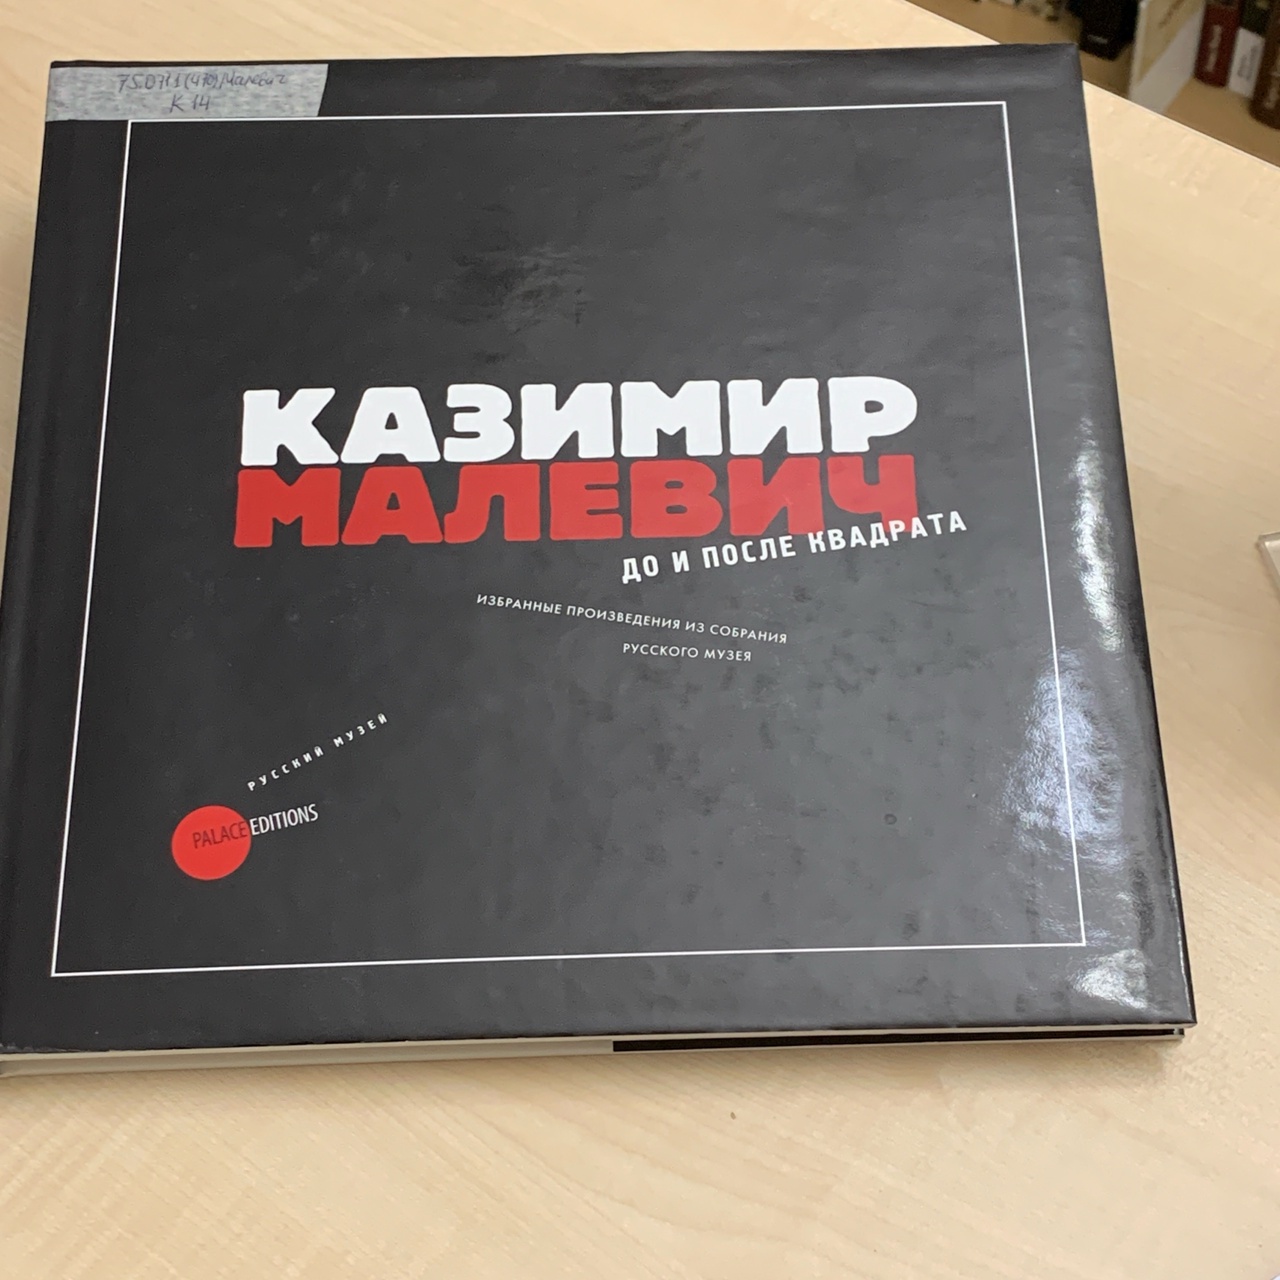 75.071.1(470)Малевич
К 14
КАЗИМИР
МАЛЕВИЧ
ДО И ПОСЛЕ КВАДРАТА
ИЗБРАННЫЕ ПРОИЗВЕДЕНИЯ ИЗ СОБРАНИЯ
РУССКОГО МУЗЕЯ
РУССКИЙ МУЗЕЙ
PALACE EDITIONS